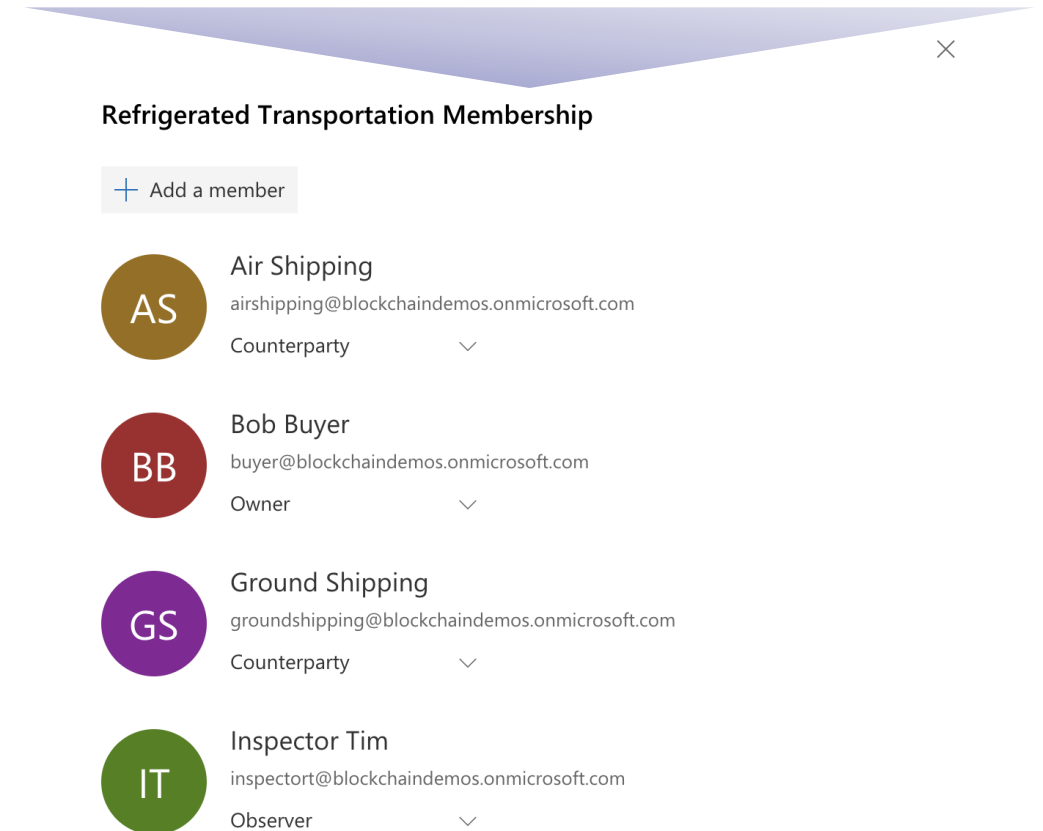 Refrigerated Transportation Membership
Add a member
AS
Air Shipping
airshipping@blockchaindemos.onmicrosoft.com
Counterparty
BB
Bob Buyer
buyer@blockchaindemos.onmicrosoft.com
Owner
GS
Ground Shipping
groundshipping@blockchaindemos.onmicrosoft.com
Counterparty
IT
Inspector Tim
inspectort@blockchaindemos.onmicrosoft.com
Observer